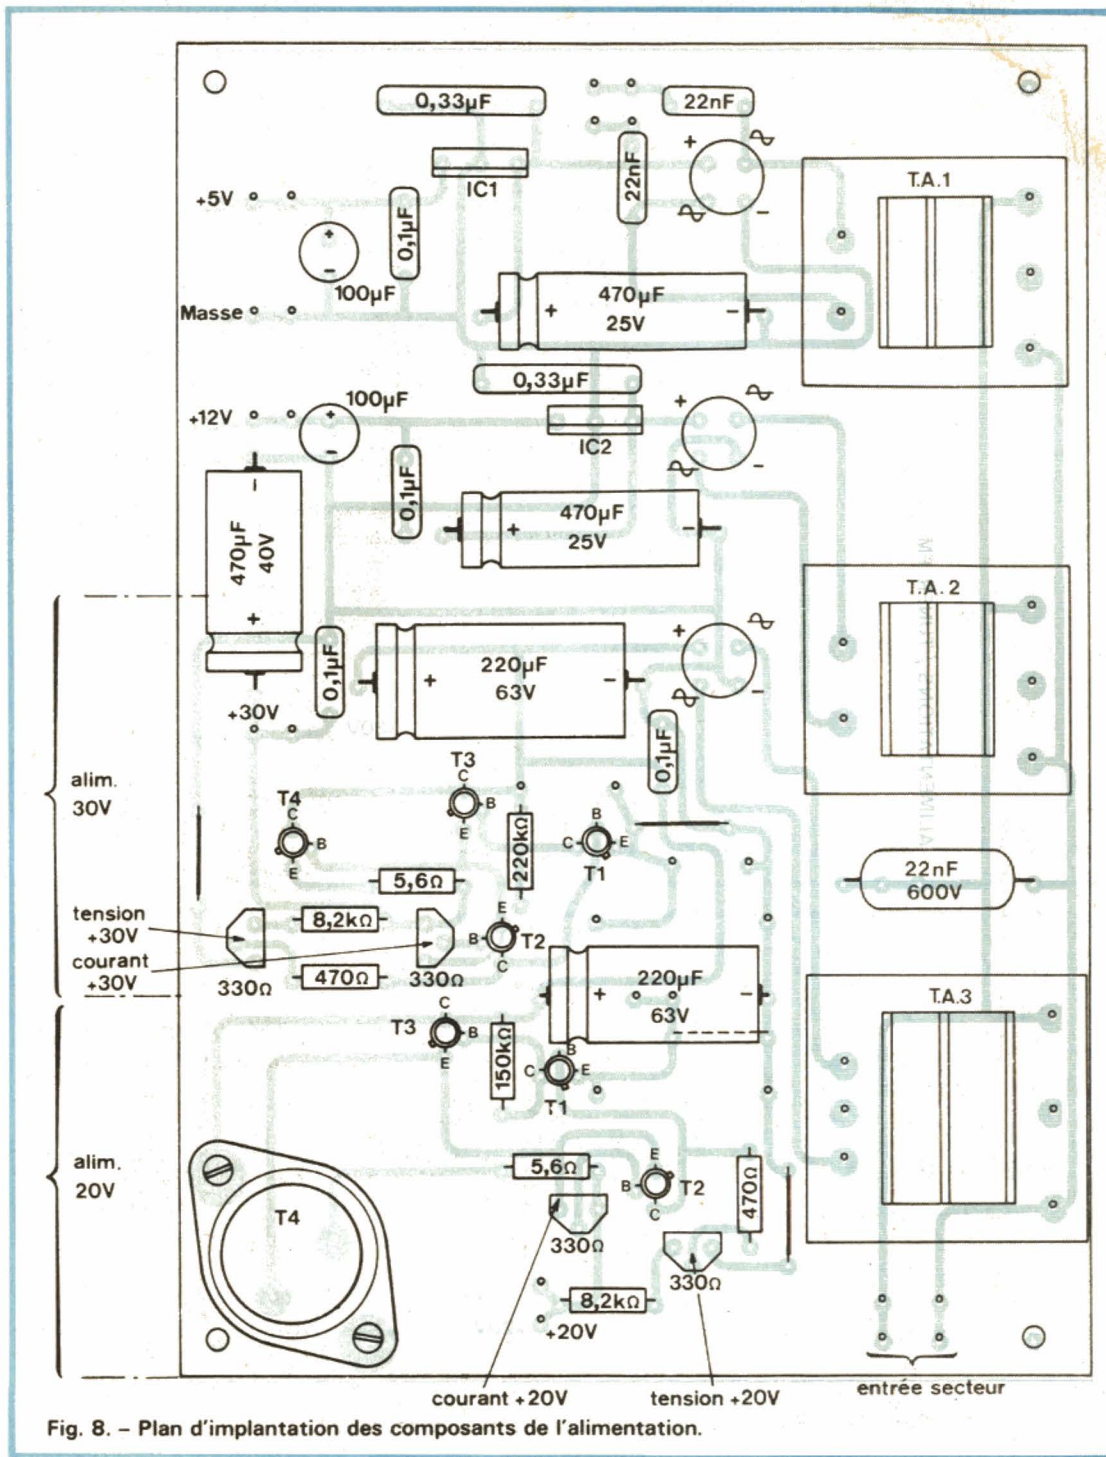 0,33µF
22nF
22nF
+
IC1
T.A.1
+5V
0,1µF
+
−
−
100µF
Masse
470µF
+ −
25V
0,33µF
100µF
+12V
+
−
IC2
+
−
0,1µF
470µF
+ −
25V
−
470µF
40V
+
T.A.2
0,1µF
220µF
+ −
63V
+
−
+30V
0,1µF
alim.
30V
T3
C
B
E
T4
C
B
E
220kΩ
B
C E
T1
5,6Ω
22nF
600V
tension
+30V
8,2kΩ
E
B T2
C
courant
+30V
330Ω
470Ω
330Ω
220µF
+ −
63V
T.A.3
C
T3 B
E
150kΩ
B
C E
T1
alim.
20V
5,6Ω
E
B T2
C
470Ω
T4
330Ω
330Ω
8,2kΩ
+20V
courant +20V
tension +20V
entrée secteur
Fig. 8. – Plan d'implantation des composants de l'alimentation.